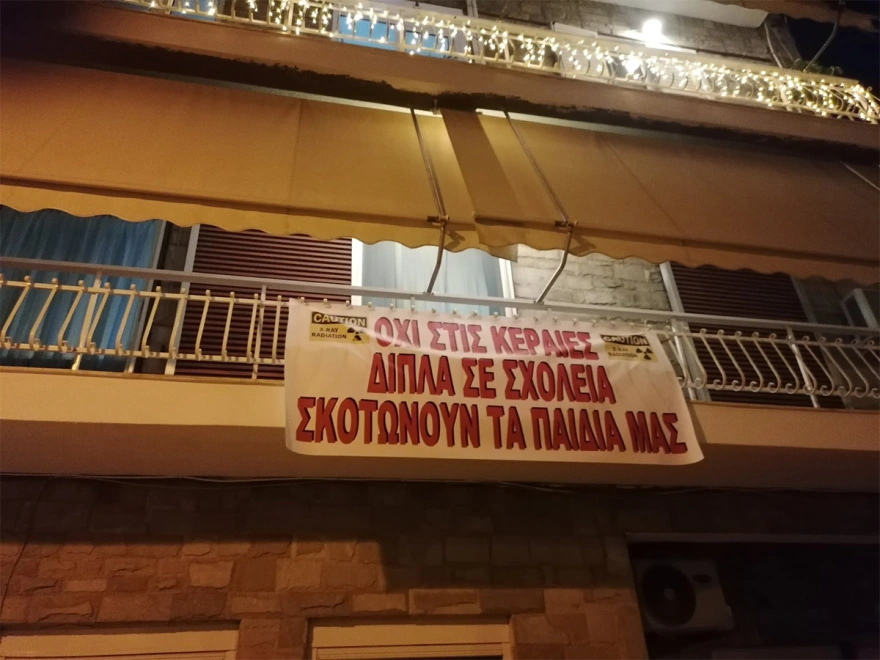 CAUTION
X-RAY
RADIATION
ΟΧΙ ΣΤΙΣ ΚΕΡΑΙΕΣ
CAUTION
X-RAY
RADIATION
ΔΙΠΛΑ ΣΕ ΣΧΟΛΕΙΑ
ΣΚΟΤΩΝΟΥΝ ΤΑ ΠΑΙΔΙΑ ΜΑΣ